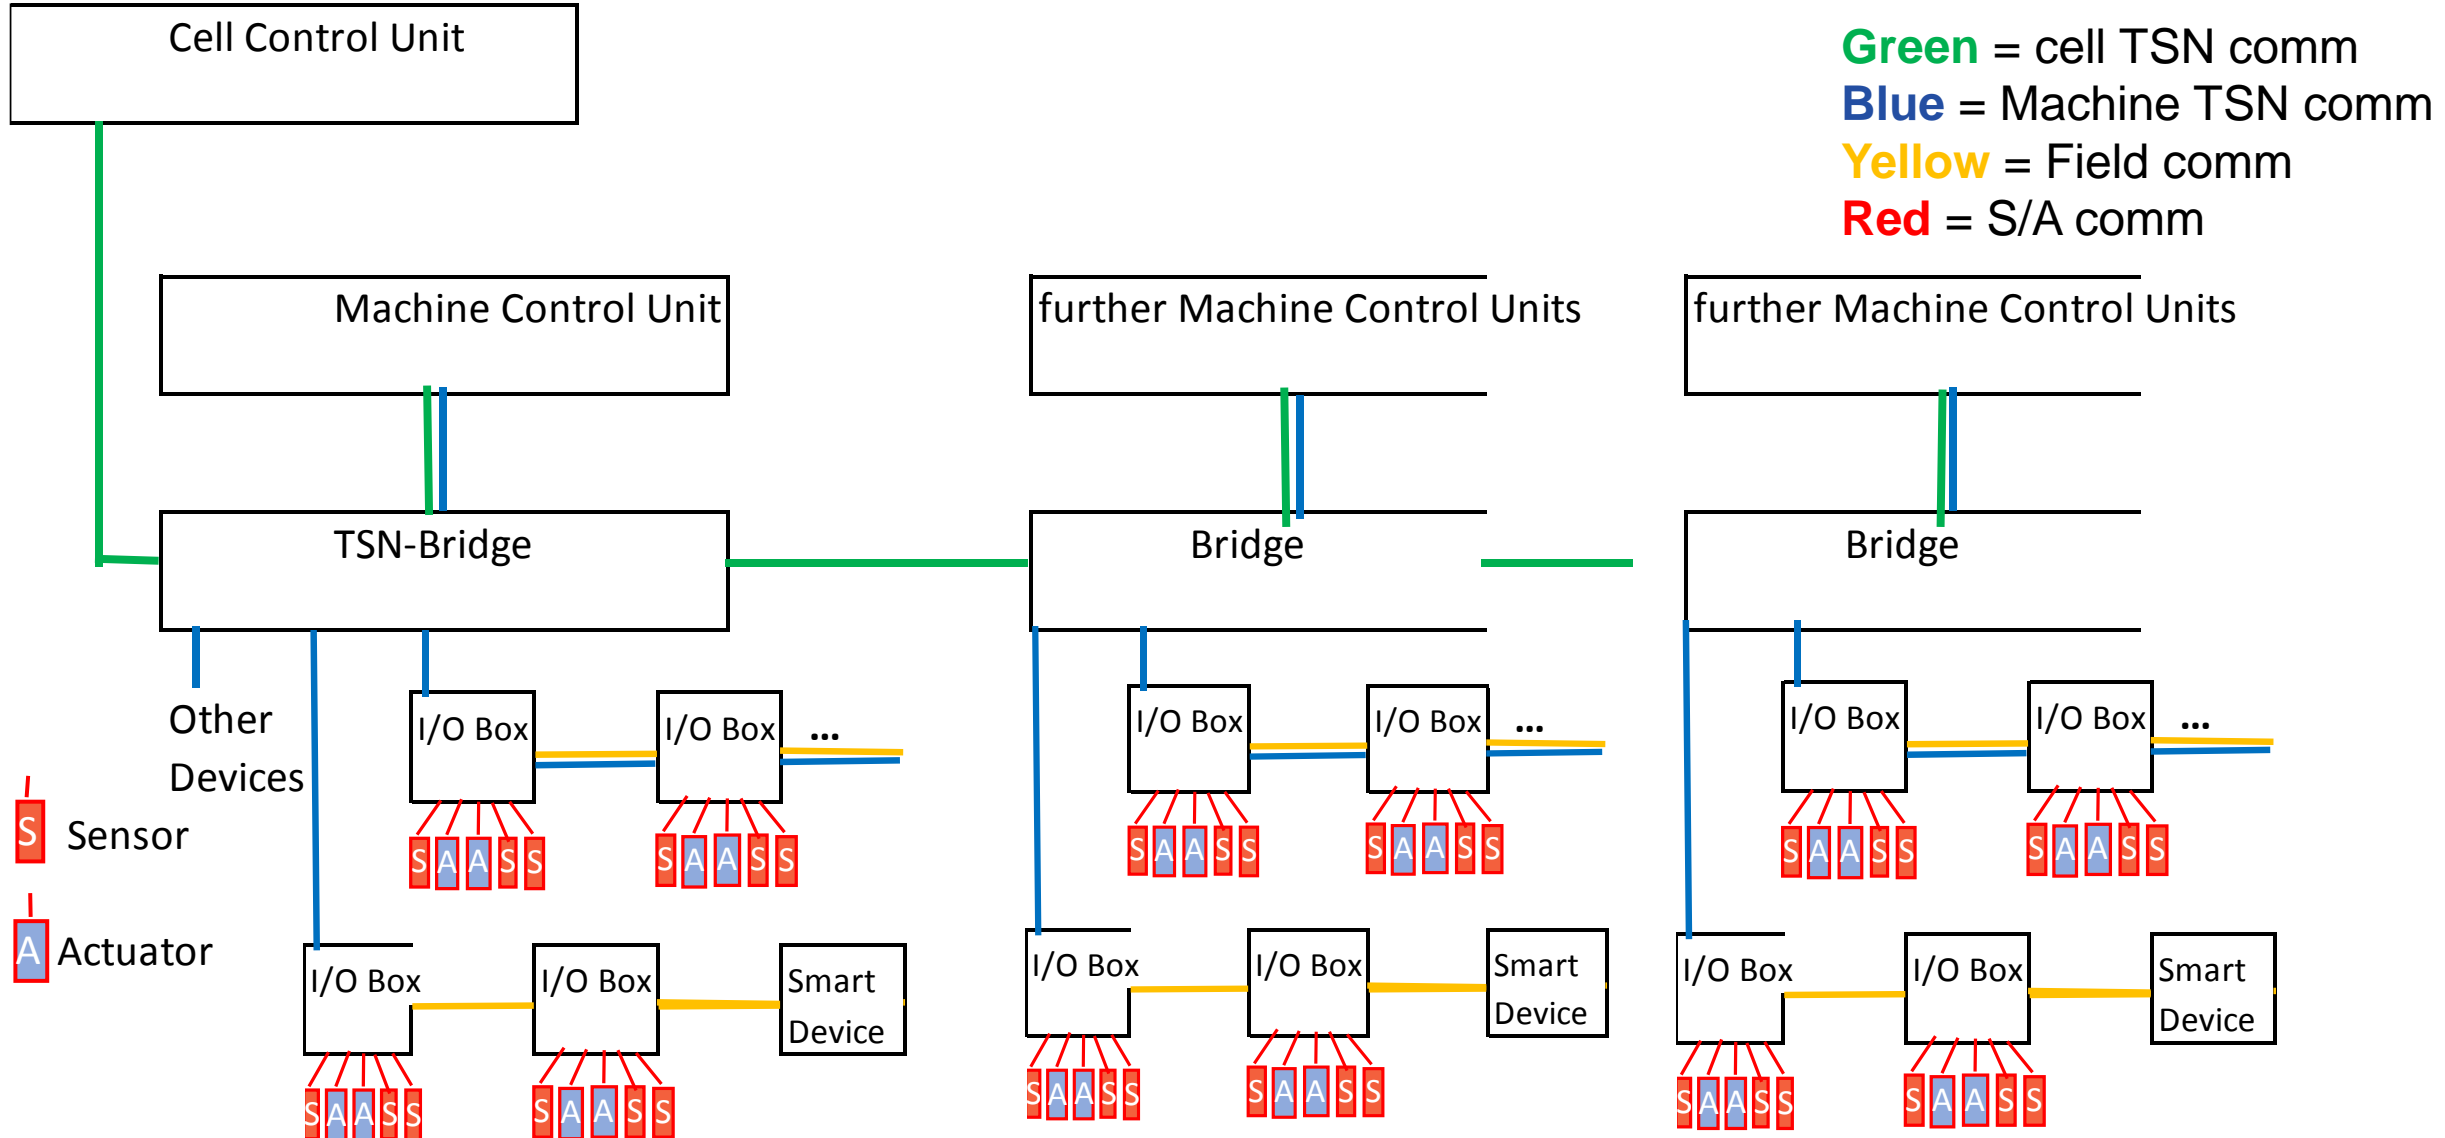 Cell Control Unit
Green = cell TSN comm
Blue = Machine TSN comm
Yellow = Field comm
Red = S/A comm
Machine Control Unit
further Machine Control Units
further Machine Control Units
TSN-Bridge
Bridge
Bridge
Other
Devices
I/O Box
I/O Box
...
I/O Box
I/O Box
...
I/O Box
I/O Box
...
S Sensor
A Actuator
S A A S S
S A A S S
S A A S S
S A A S S
S A A S S
S A A S S
I/O Box
I/O Box
Smart
Device
I/O Box
I/O Box
Smart
Device
I/O Box
I/O Box
Smart
Device
S A A S S
S A A S S
S A A S S
S A A S S
S A A S S
S A A S S